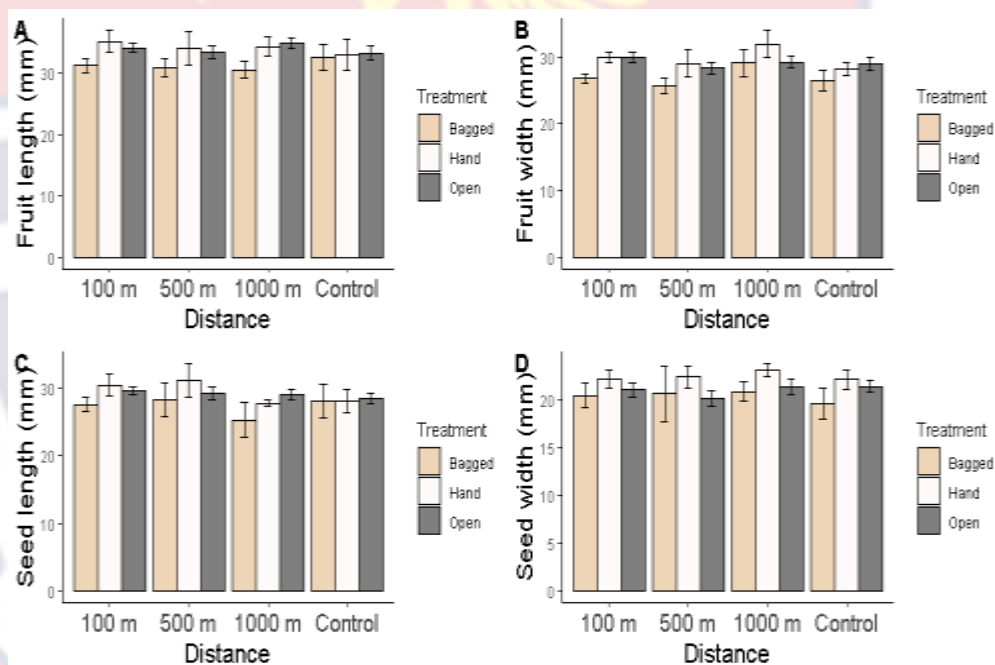 A
Fruit length (mm)
30
20
10
0
100 m 500 m 1000 m Control
Distance
Treatment
Bagged
Hand
Open
B
Fruit width (mm)
30
20
10
0
100 m 500 m 1000 m Control
Distance
Treatment
Bagged
Hand
Open
C
Seed length (mm)
30
20
10
0
100 m 500 m 1000 m Control
Distance
Treatment
Bagged
Hand
Open
D
Seed width (mm)
20
15
10
5
0
100 m 500 m 1000 m Control
Distance
Treatment
Bagged
Hand
Open